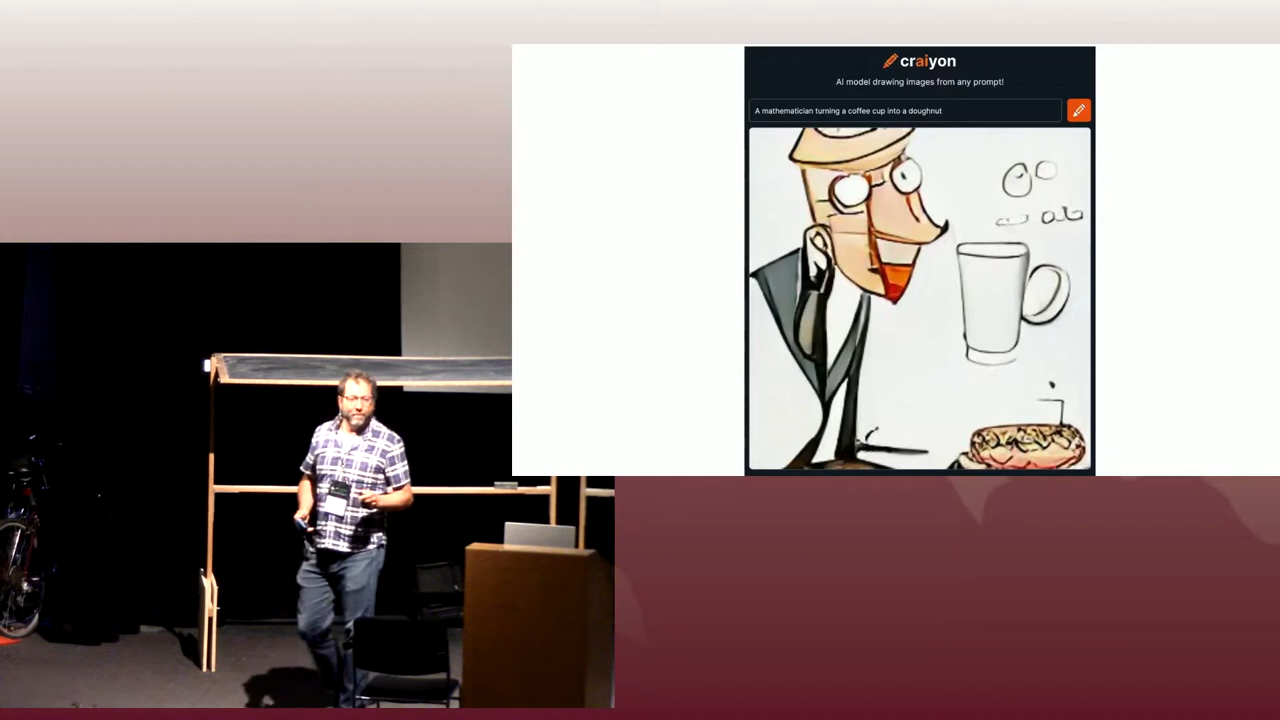 craiyon
AI model drawing images from any prompt!
A mathematician turning a coffee cup into a doughnut